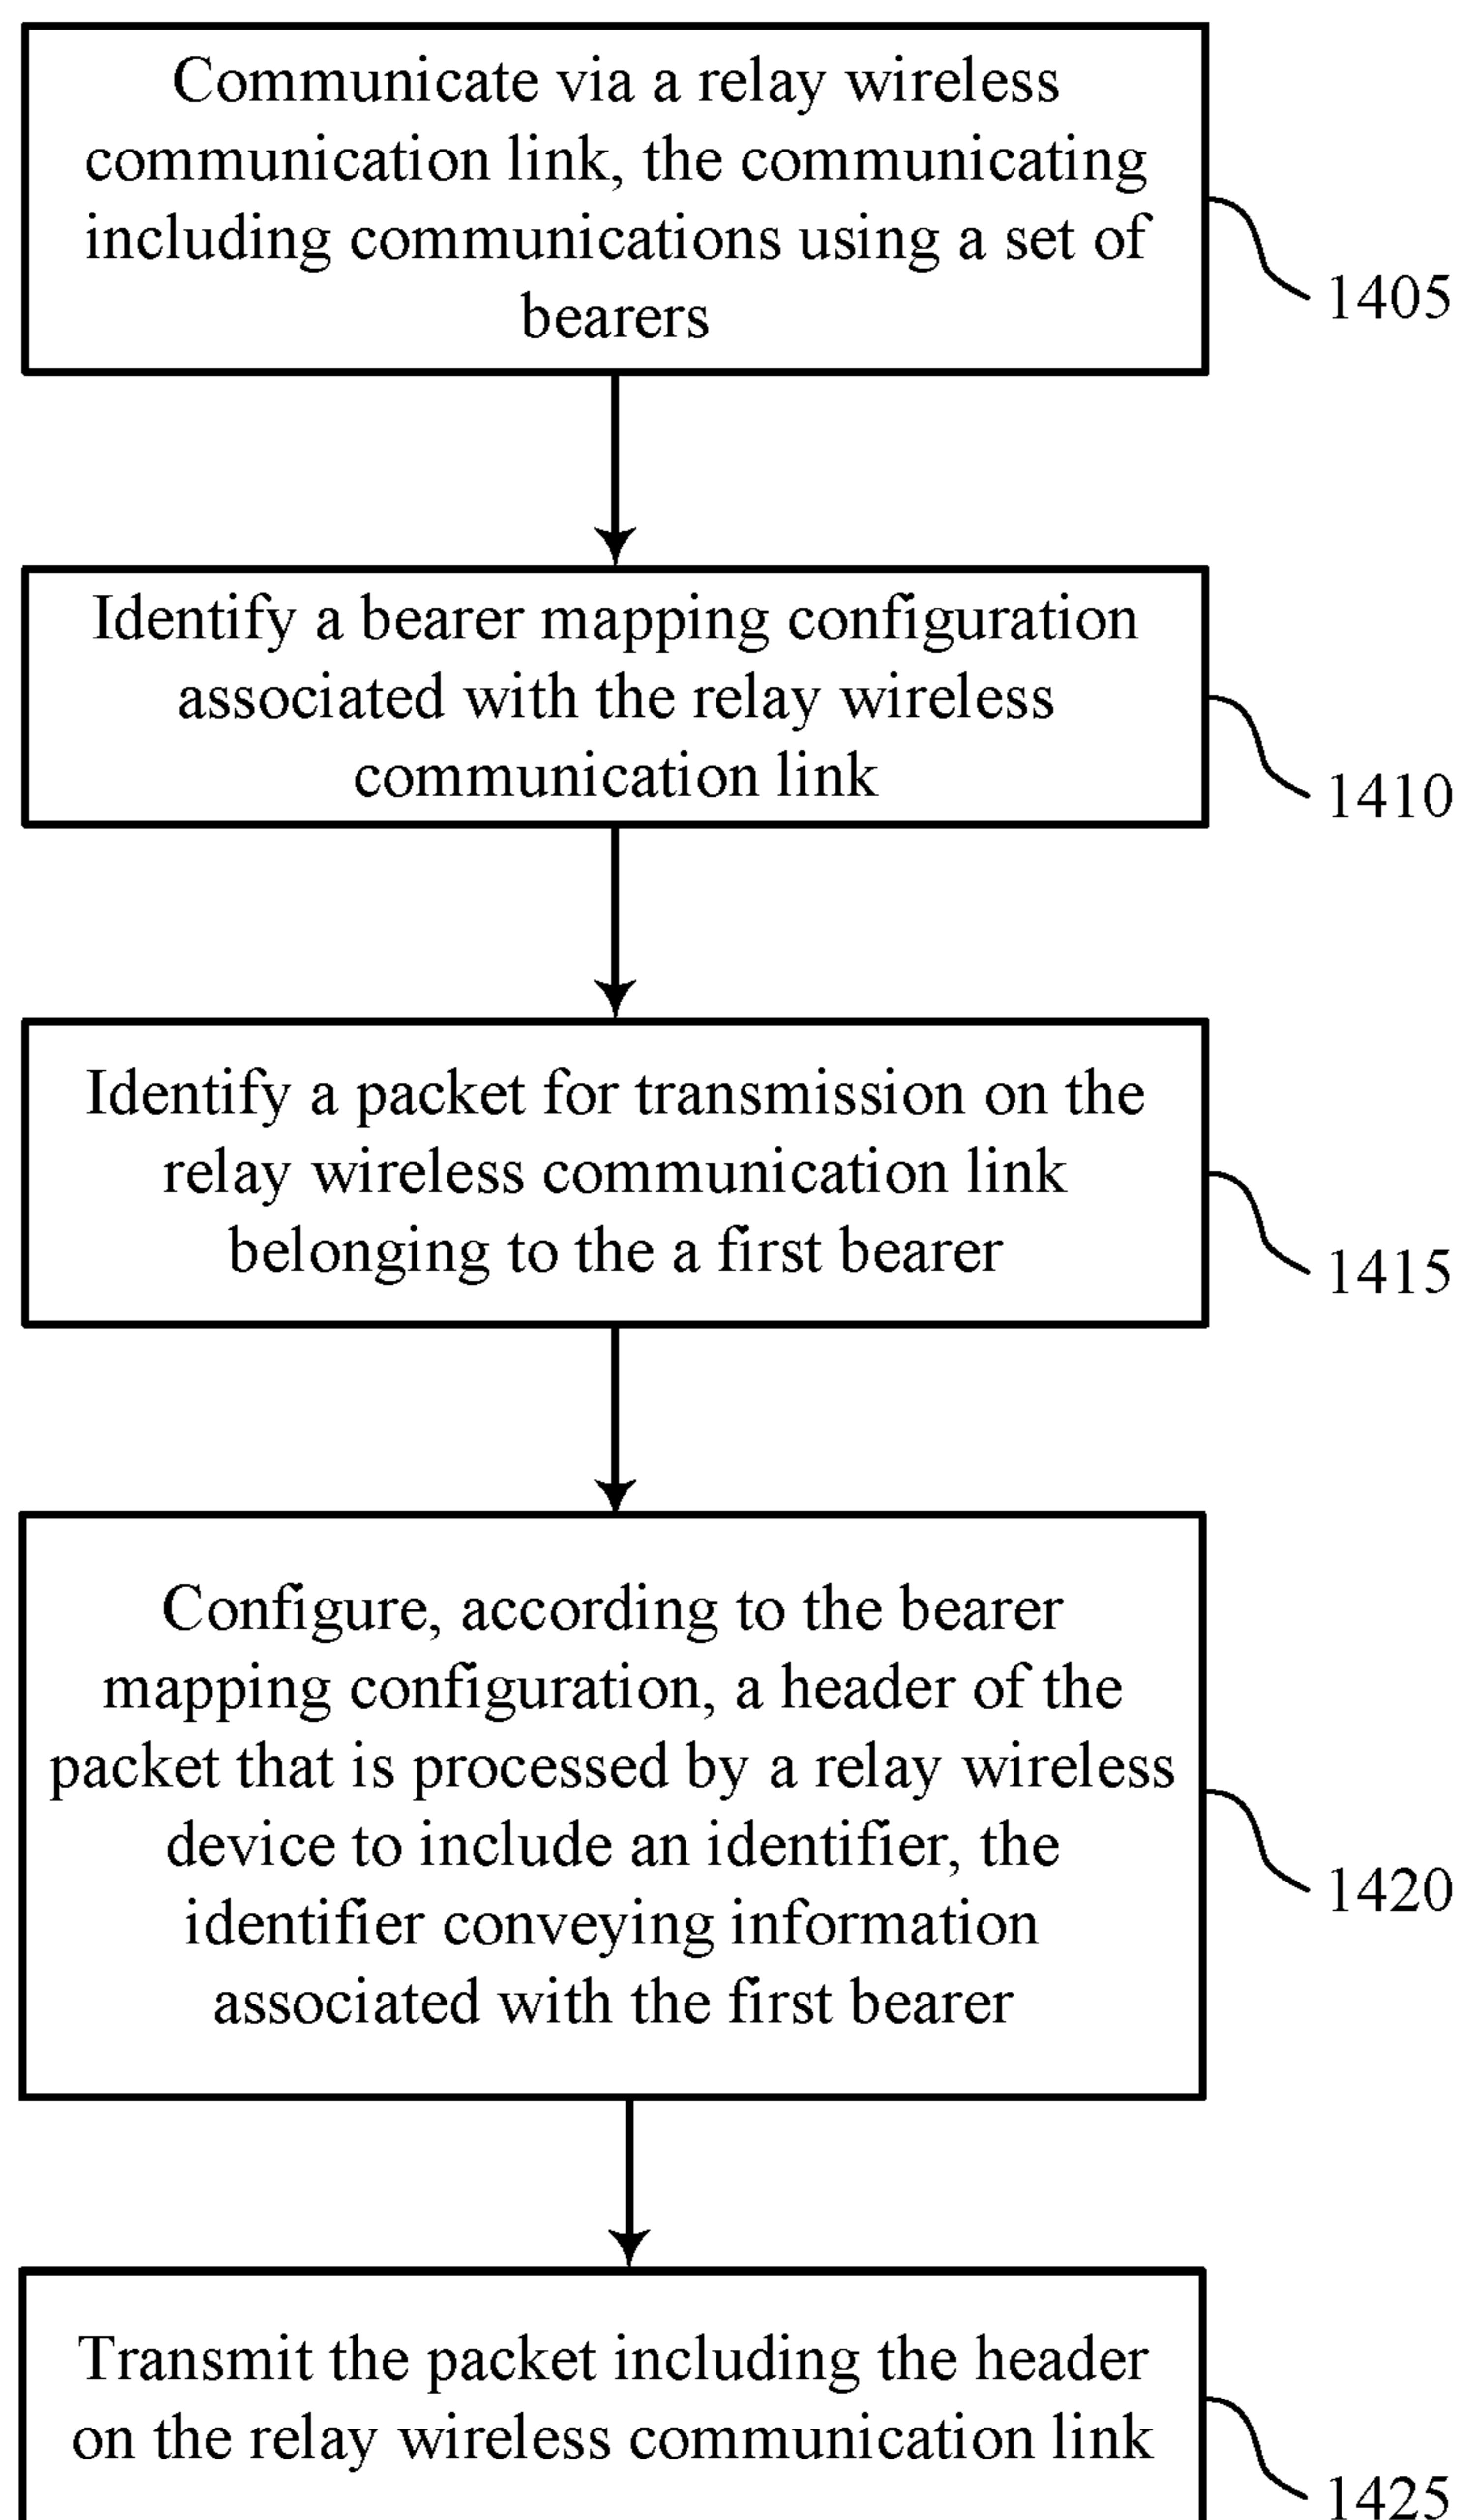 Communicate via a relay wireless
communication link, the communicating
including communications using a set of
bearers
1405
Identify a bearer mapping configuration
associated with the relay wireless
communication link
1410
Identify a packet for transmission on the
relay wireless communication link
belonging to the a first bearer
1415
Configure, according to the bearer
mapping configuration, a header of the
packet that is processed by a relay wireless
device to include an identifier, the
identifier conveying information
associated with the first bearer
1420
Transmit the packet including the header
on the relay wireless communication link
1425